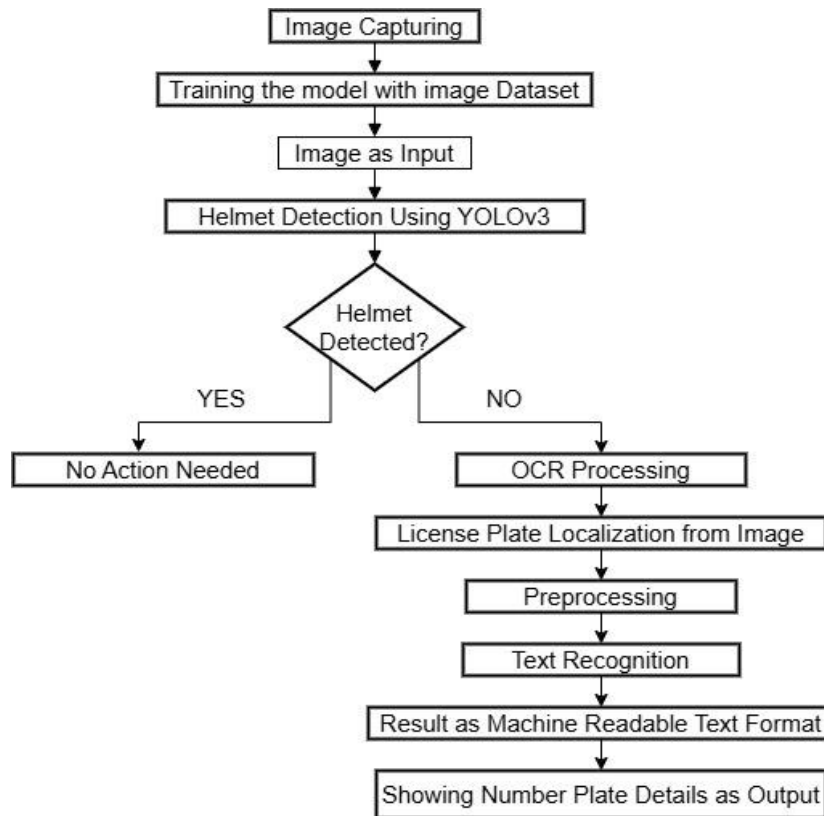 Image Capturing
Training the model with image Dataset
Image as Input
Helmet Detection Using YOLOv3
Helmet
Detected?
YES
NO
No Action Needed
OCR Processing
License Plate Localization from Image
Preprocessing
Text Recognition
Result as Machine Readable Text Format
Showing Number Plate Details as Output